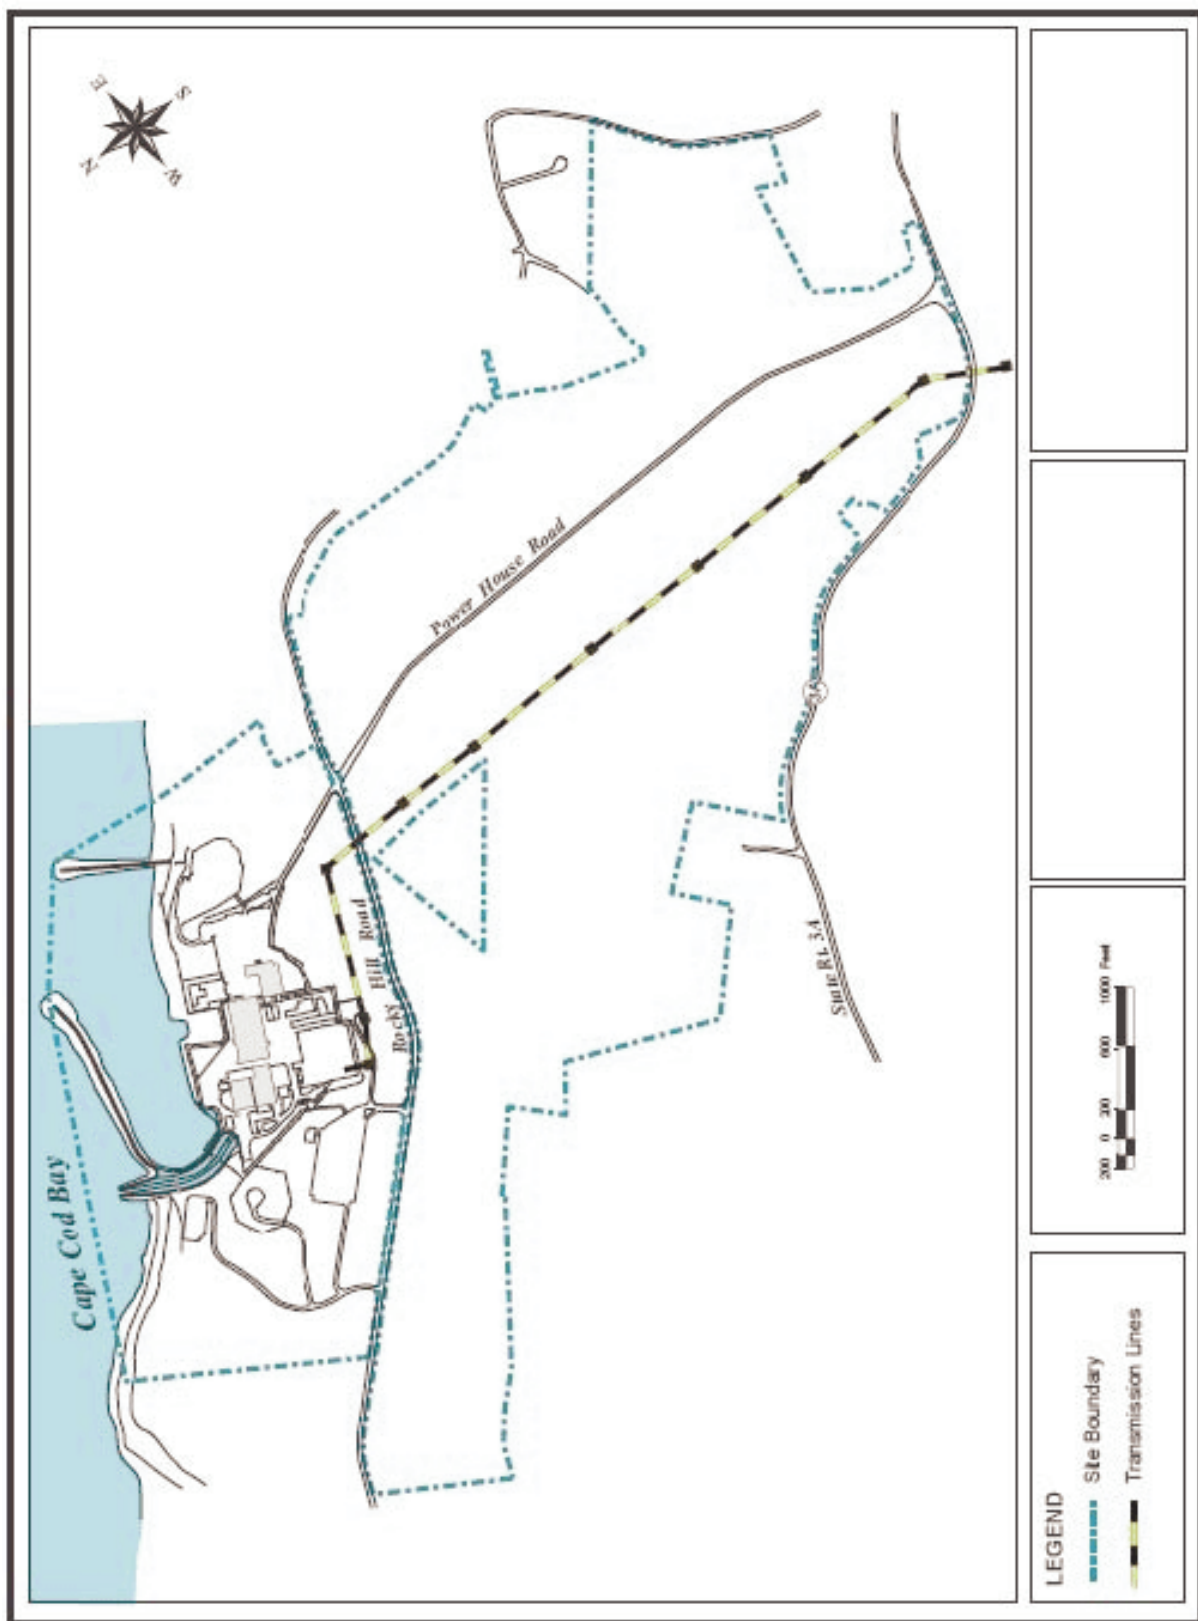 N
E
S
W
Cape Cod Bay
Rocky Hill Road
Power House Road
3A
State Rt. 3A
LEGEND
Site Boundary
Transmission Lines
200 0 200 600 1000 Feet